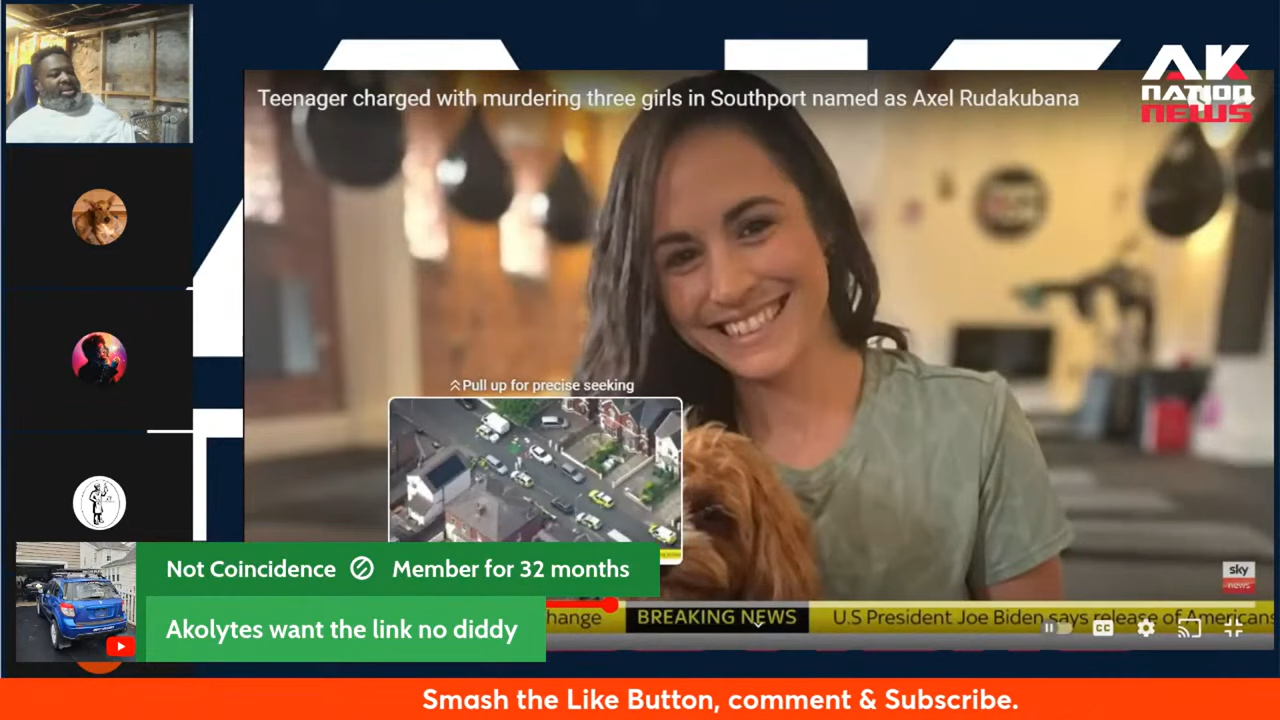 Teenager charged with murdering three girls in Southport named as Axel Rudakubana
AK
NATION
NEWS
Pull up for precise seeking
sky
news
Not Coincidence Member for 32 months
Akolytes want the link no diddy
hange BREAKING NEWS U.S President Joe Biden says release of Americans
CC
Smash the Like Button, comment & Subscribe.